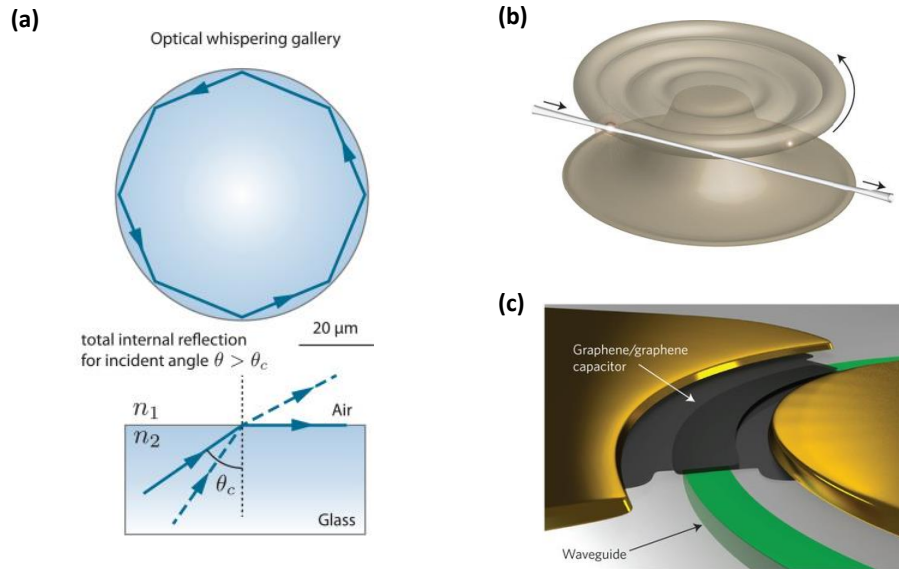 (a)
Optical whispering gallery
20 μm
total internal reflection
for incident angle θ > θc
n1
n2
Air
θc
Glass
(b)
(c)
Graphene/graphene
capacitor
Waveguide